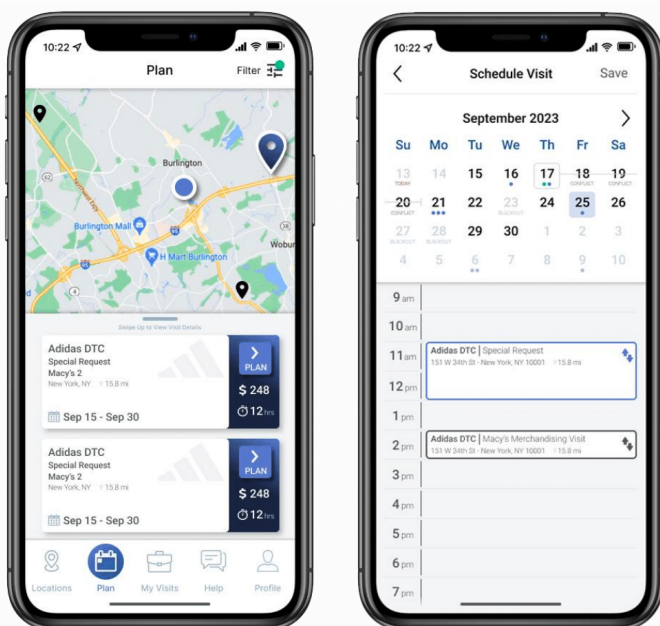 10:22
Plan
Filter
Burlington
62
Northwest Expy
Burlington Mall
95
38
Woburn
95
H Mart Burlington
4
Swipe Up to View Visit Details
Adidas DTC
Special Request
Macy's 2
New York, NY 15.8 mi
Sep 15 - Sep 30
PLAN
$ 248
12 hrs
Adidas DTC
Special Request
Macy's 2
New York, NY 15.8 mi
Sep 15 - Sep 30
PLAN
$ 248
12 hrs
Locations Plan My Visits Help Profile
10:22
Schedule Visit
Save
September 2023
Su Mo Tu We Th Fr Sa
13 14 15 16 17 18 19
TODAY CONFLICT CONFLICT
20 21 22 23 24 25 26
CONFLICT BLACKOUT
27 28 29 30 1 2 3
BLACKOUT BLACKOUT
4 5 6 7 8 9 10
9 am
10 am
11 am
Adidas DTC | Special Request
151 W 34th St - New York, NY 10001 15.8 mi
12 pm
1 pm
2 pm
Adidas DTC | Macy's Merchandising Visit
151 W 34th St - New York, NY 10001 15.8 mi
3 pm
4 pm
5 pm
6 pm
7 pm